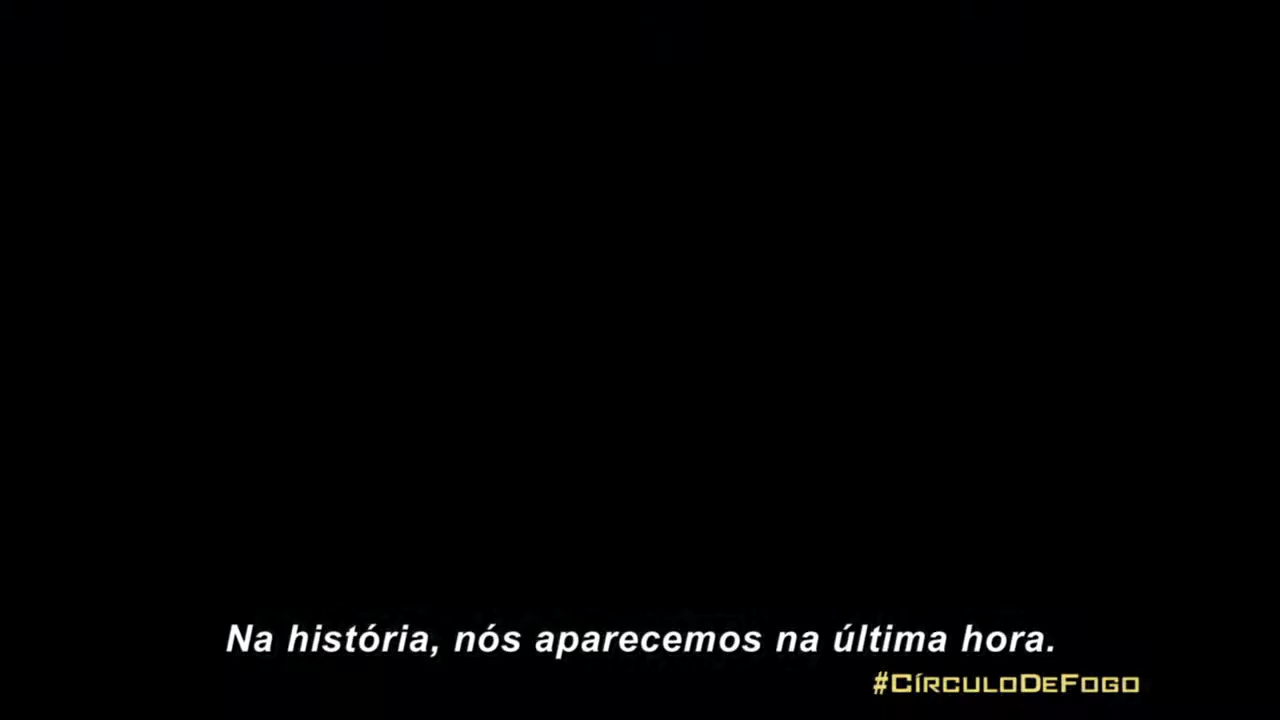 Na história, nós aparecemos na última hora.
#CírculoDeFogo